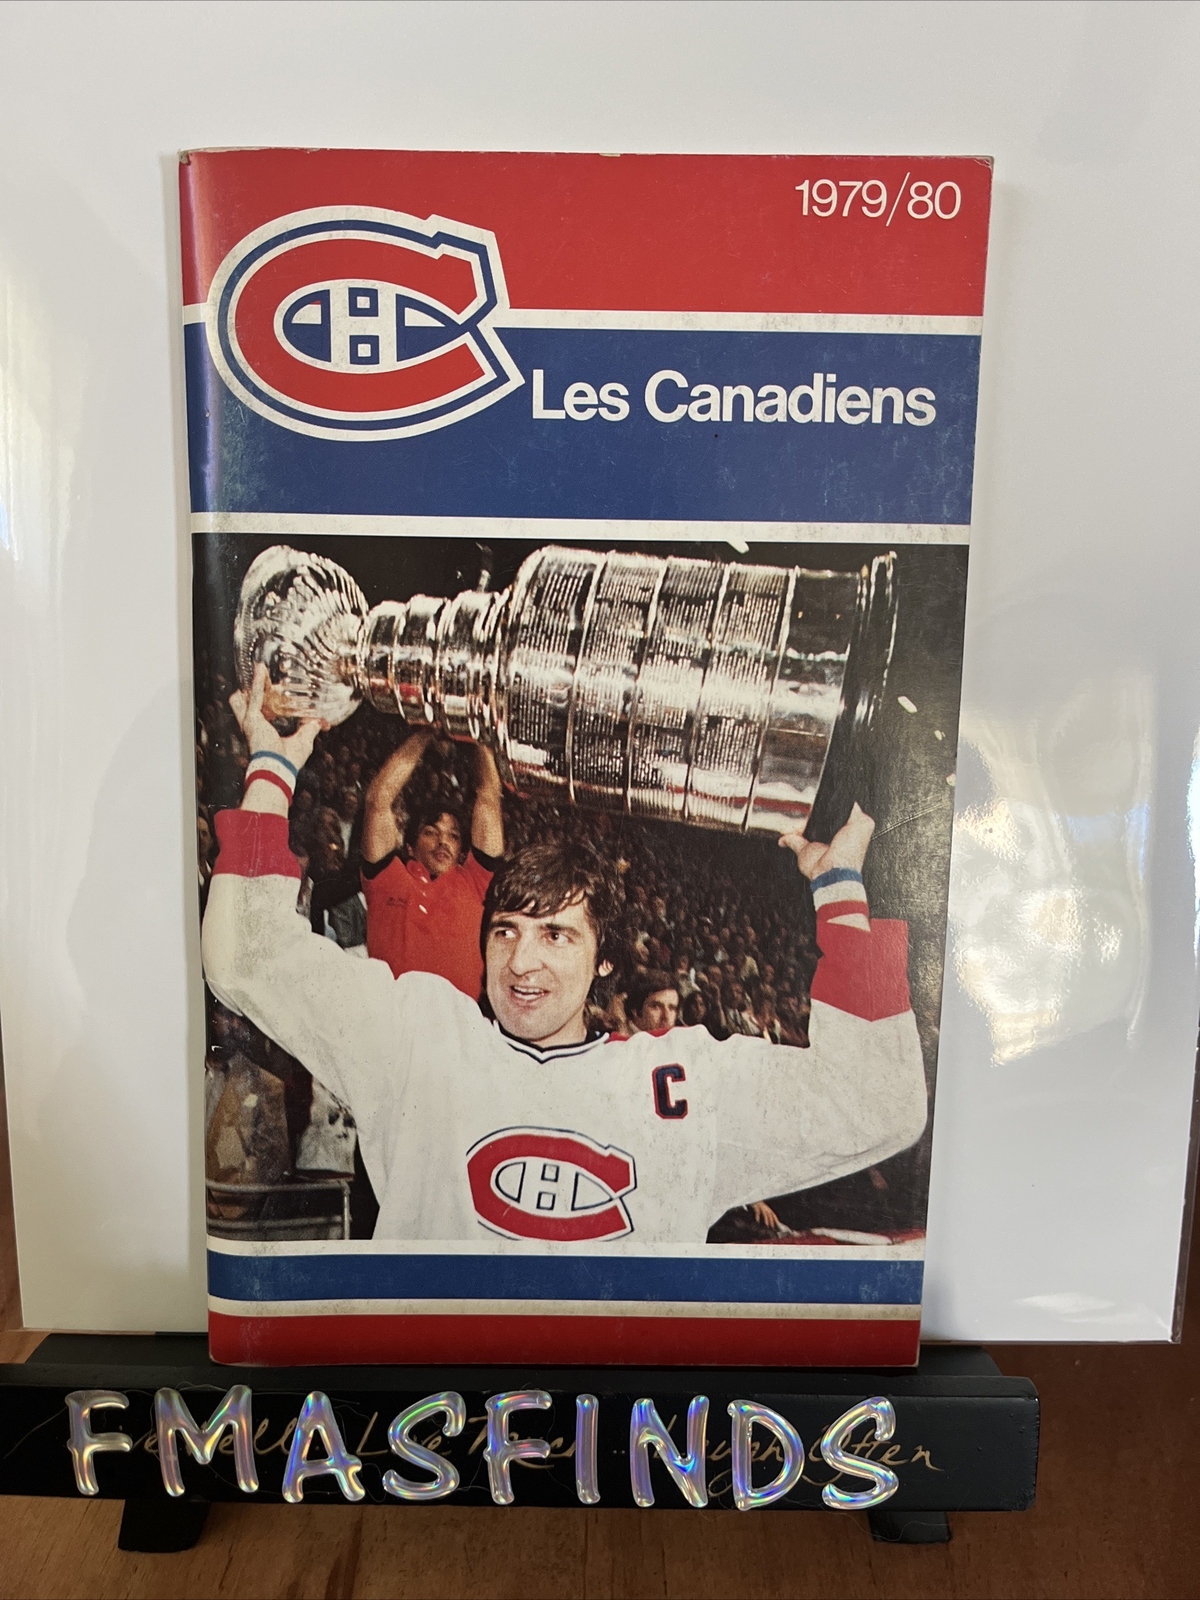 1979/80
Les Canadiens
C
FMASFINDS